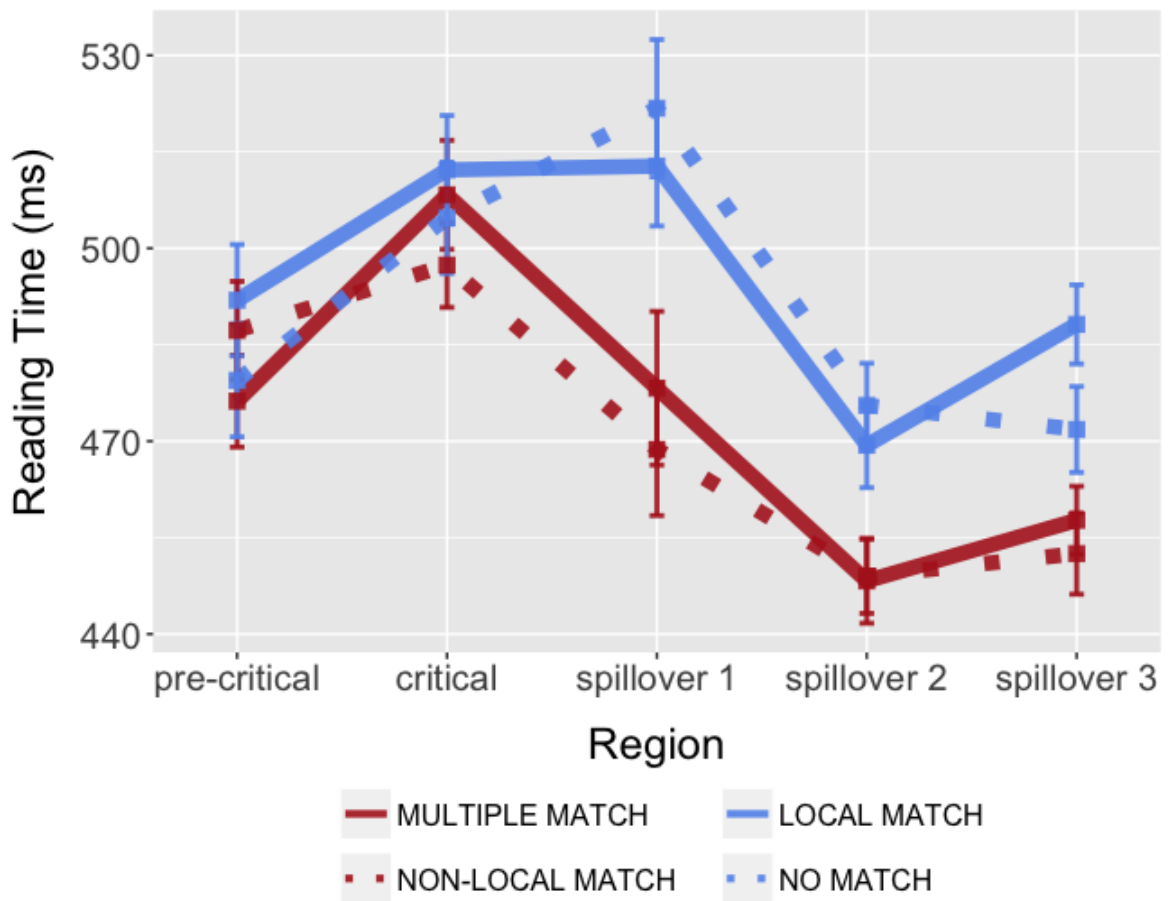 530
500
470
440
Reading Time (ms)
pre-critical critical spillover 1 spillover 2 spillover 3
Region
MULTIPLE MATCH LOCAL MATCH
NON-LOCAL MATCH NO MATCH